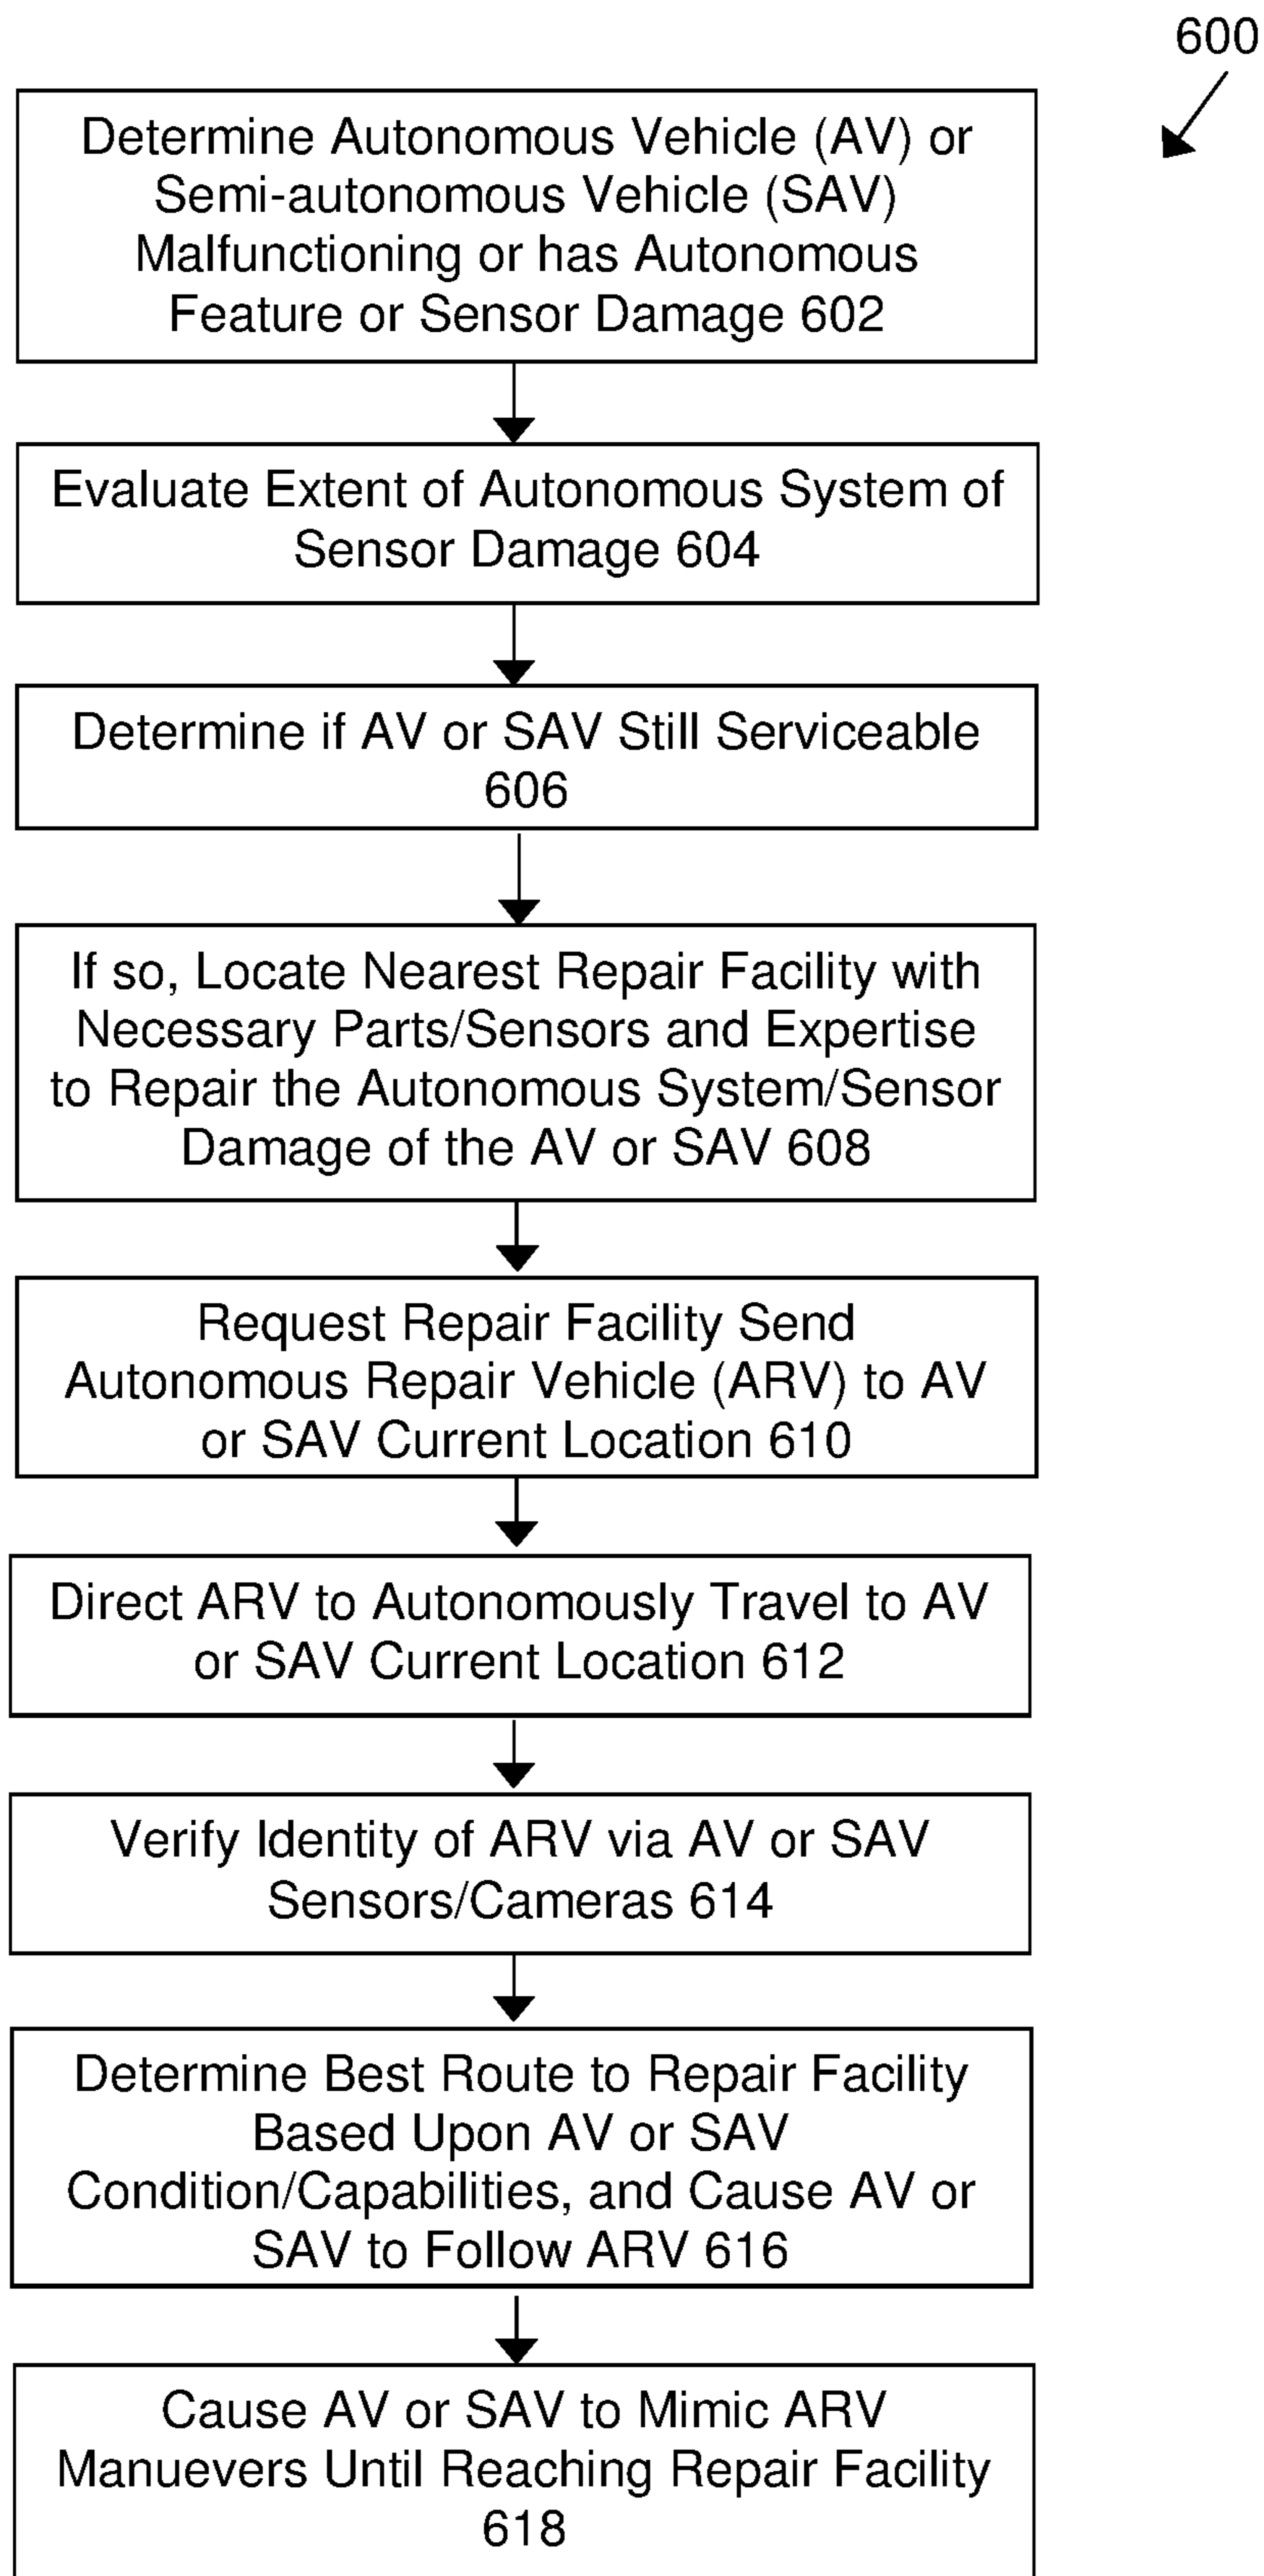 600
Determine Autonomous Vehicle (AV) or
Semi-autonomous Vehicle (SAV)
Malfunctioning or has Autonomous
Feature or Sensor Damage 602
Evaluate Extent of Autonomous System of
Sensor Damage 604
Determine if AV or SAV Still Serviceable
606
If so, Locate Nearest Repair Facility with
Necessary Parts/Sensors and Expertise
to Repair the Autonomous System/Sensor
Damage of the AV or SAV 608
Request Repair Facility Send
Autonomous Repair Vehicle (ARV) to AV
or SAV Current Location 610
Direct ARV to Autonomously Travel to AV
or SAV Current Location 612
Verify Identity of ARV via AV or SAV
Sensors/Cameras 614
Determine Best Route to Repair Facility
Based Upon AV or SAV
Condition/Capabilities, and Cause AV or
SAV to Follow ARV 616
Cause AV or SAV to Mimic ARV
Manuevers Until Reaching Repair Facility
618